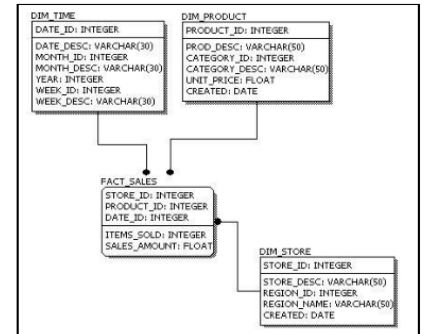 DIM_TIME
DATE_ID: INTEGER
DATE_DESC: VARCHAR(30)
MONTH_ID: INTEGER
MONTH_DESC: VARCHAR(30)
YEAR: INTEGER
WEEK_ID: INTEGER
WEEK_DESC: VARCHAR(30)
DIM_PRODUCT
PRODUCT_ID: INTEGER
PROD_DESC: VARCHAR(50)
CATEGORY_ID: INTEGER
CATEGORY_DESC: VARCHAR(50)
UNIT_PRICE: FLOAT
CREATED: DATE
FACT_SALES
STORE_ID: INTEGER
PRODUCT_ID: INTEGER
DATE_ID: INTEGER
ITEMS_SOLD: INTEGER
SALES_AMOUNT: FLOAT
DIM_STORE
STORE_ID: INTEGER
STORE_DESC: VARCHAR(50)
REGION_ID: INTEGER
REGION_NAME: VARCHAR(50)
CREATED: DATE